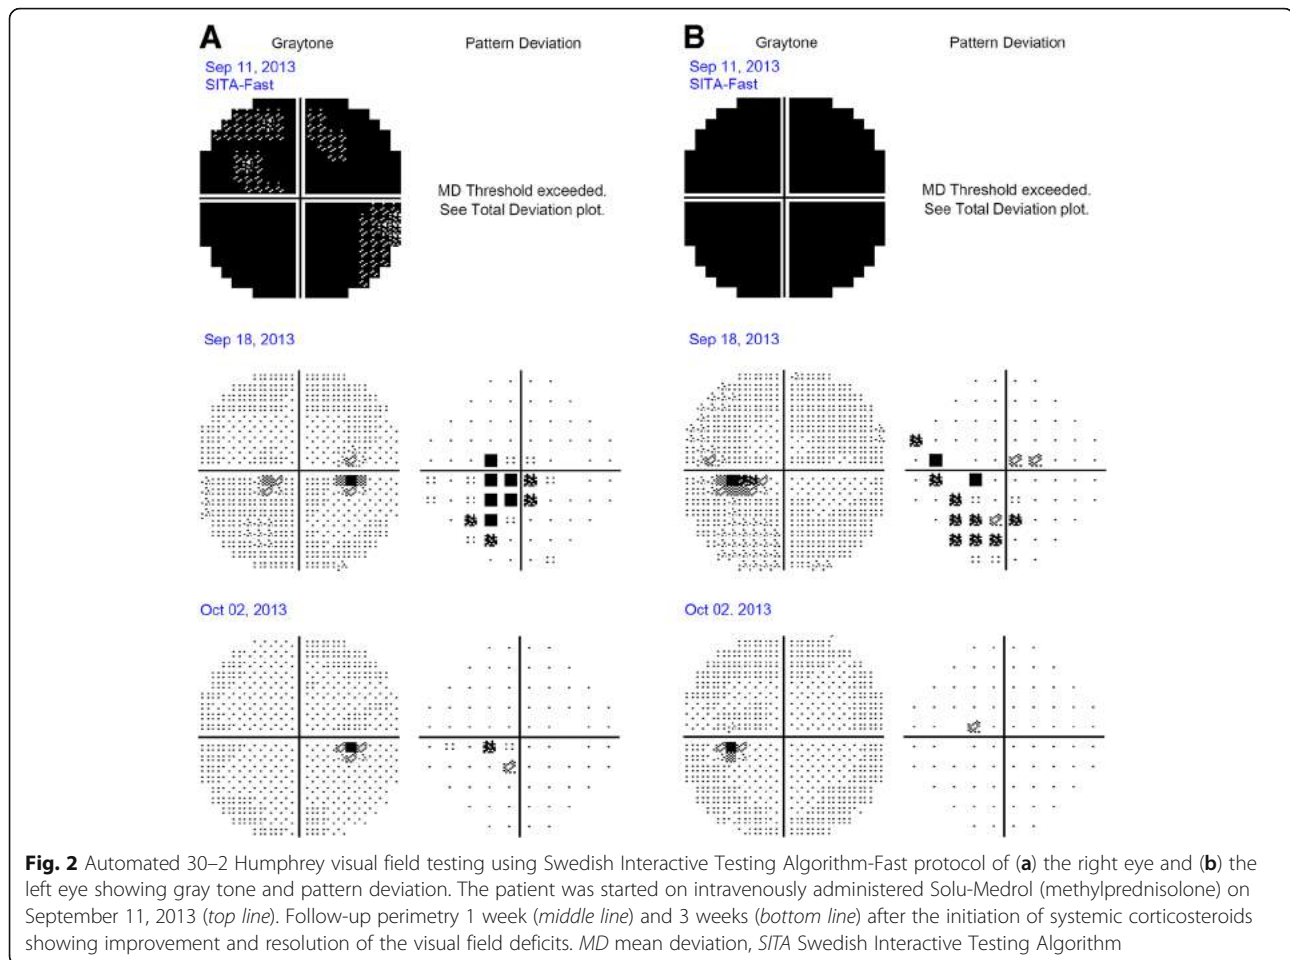 A Graytone Pattern Deviation B Graytone Pattern Deviation
Sep 11, 2013 Sep 11, 2013
SITA-Fast SITA-Fast
MD Threshold exceeded. MD Threshold exceeded.
See Total Deviation plot. See Total Deviation plot.
Sep 18, 2013 Sep 18, 2013
Oct 02, 2013 Oct 02. 2013
Fig. 2 Automated 30–2 Humphrey visual field testing using Swedish Interactive Testing Algorithm-Fast protocol of (a) the right eye and (b) the
left eye showing gray tone and pattern deviation. The patient was started on intravenously administered Solu-Medrol (methylprednisolone) on
September 11, 2013 (top line). Follow-up perimetry 1 week (middle line) and 3 weeks (bottom line) after the initiation of systemic corticosteroids
showing improvement and resolution of the visual field deficits. MD mean deviation, SITA Swedish Interactive Testing Algorithm